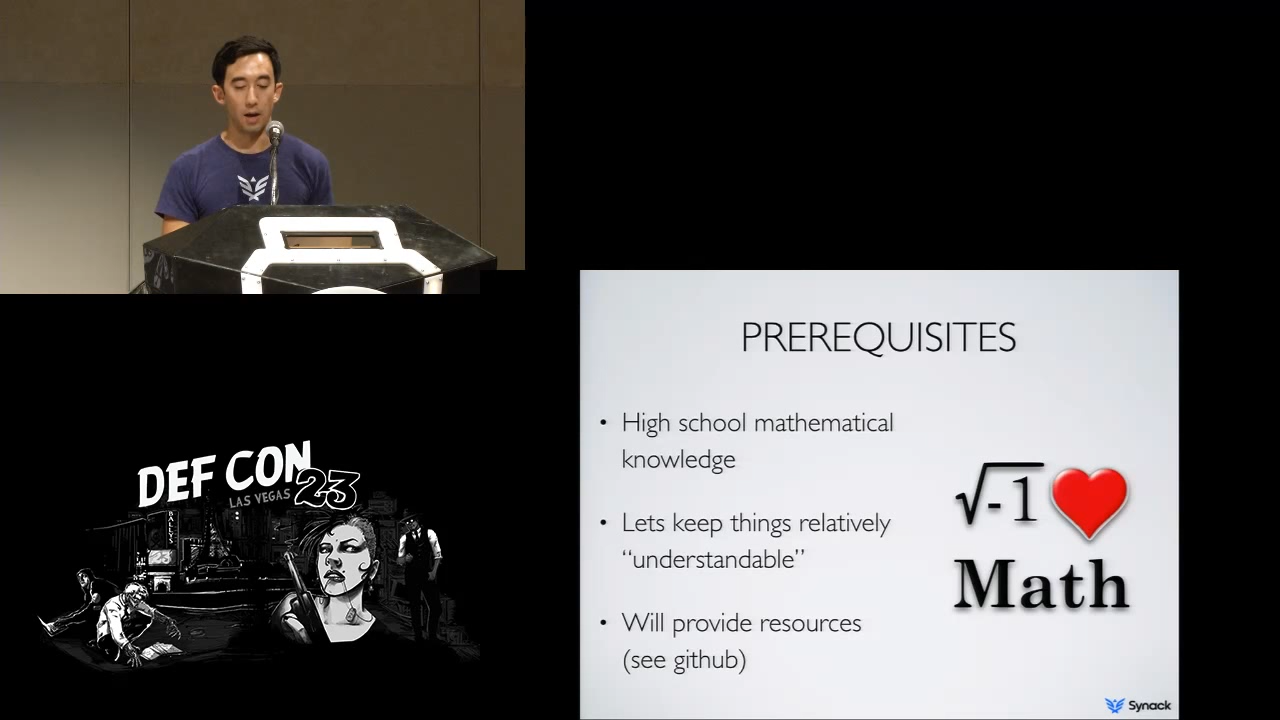 PREREQUISITES
• High school mathematical
knowledge
• Lets keep things relatively
“understandable”
• Will provide resources
(see github)
√-1
Math
Synack
DEF CON
LAS VEGAS 23
BALLY'S